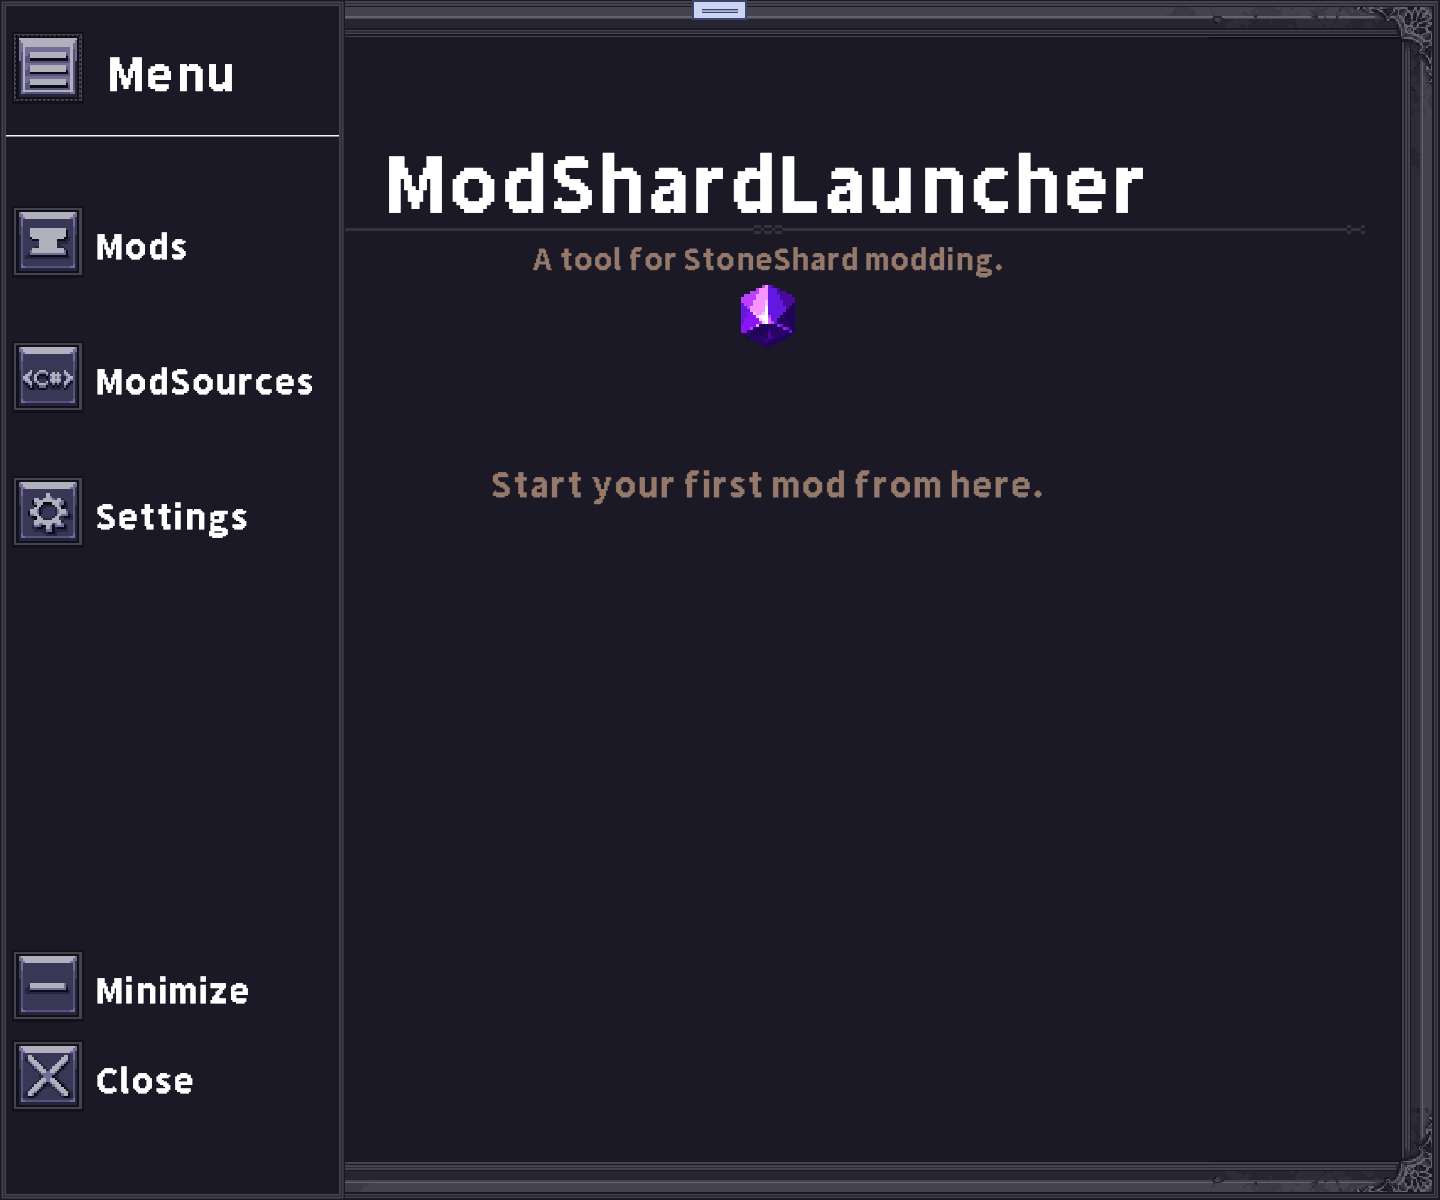 Menu
Mods
<C#>
ModSources
Settings
Minimize
Close
ModShardLauncher
A tool for StoneShard modding.
Start your first mod from here.